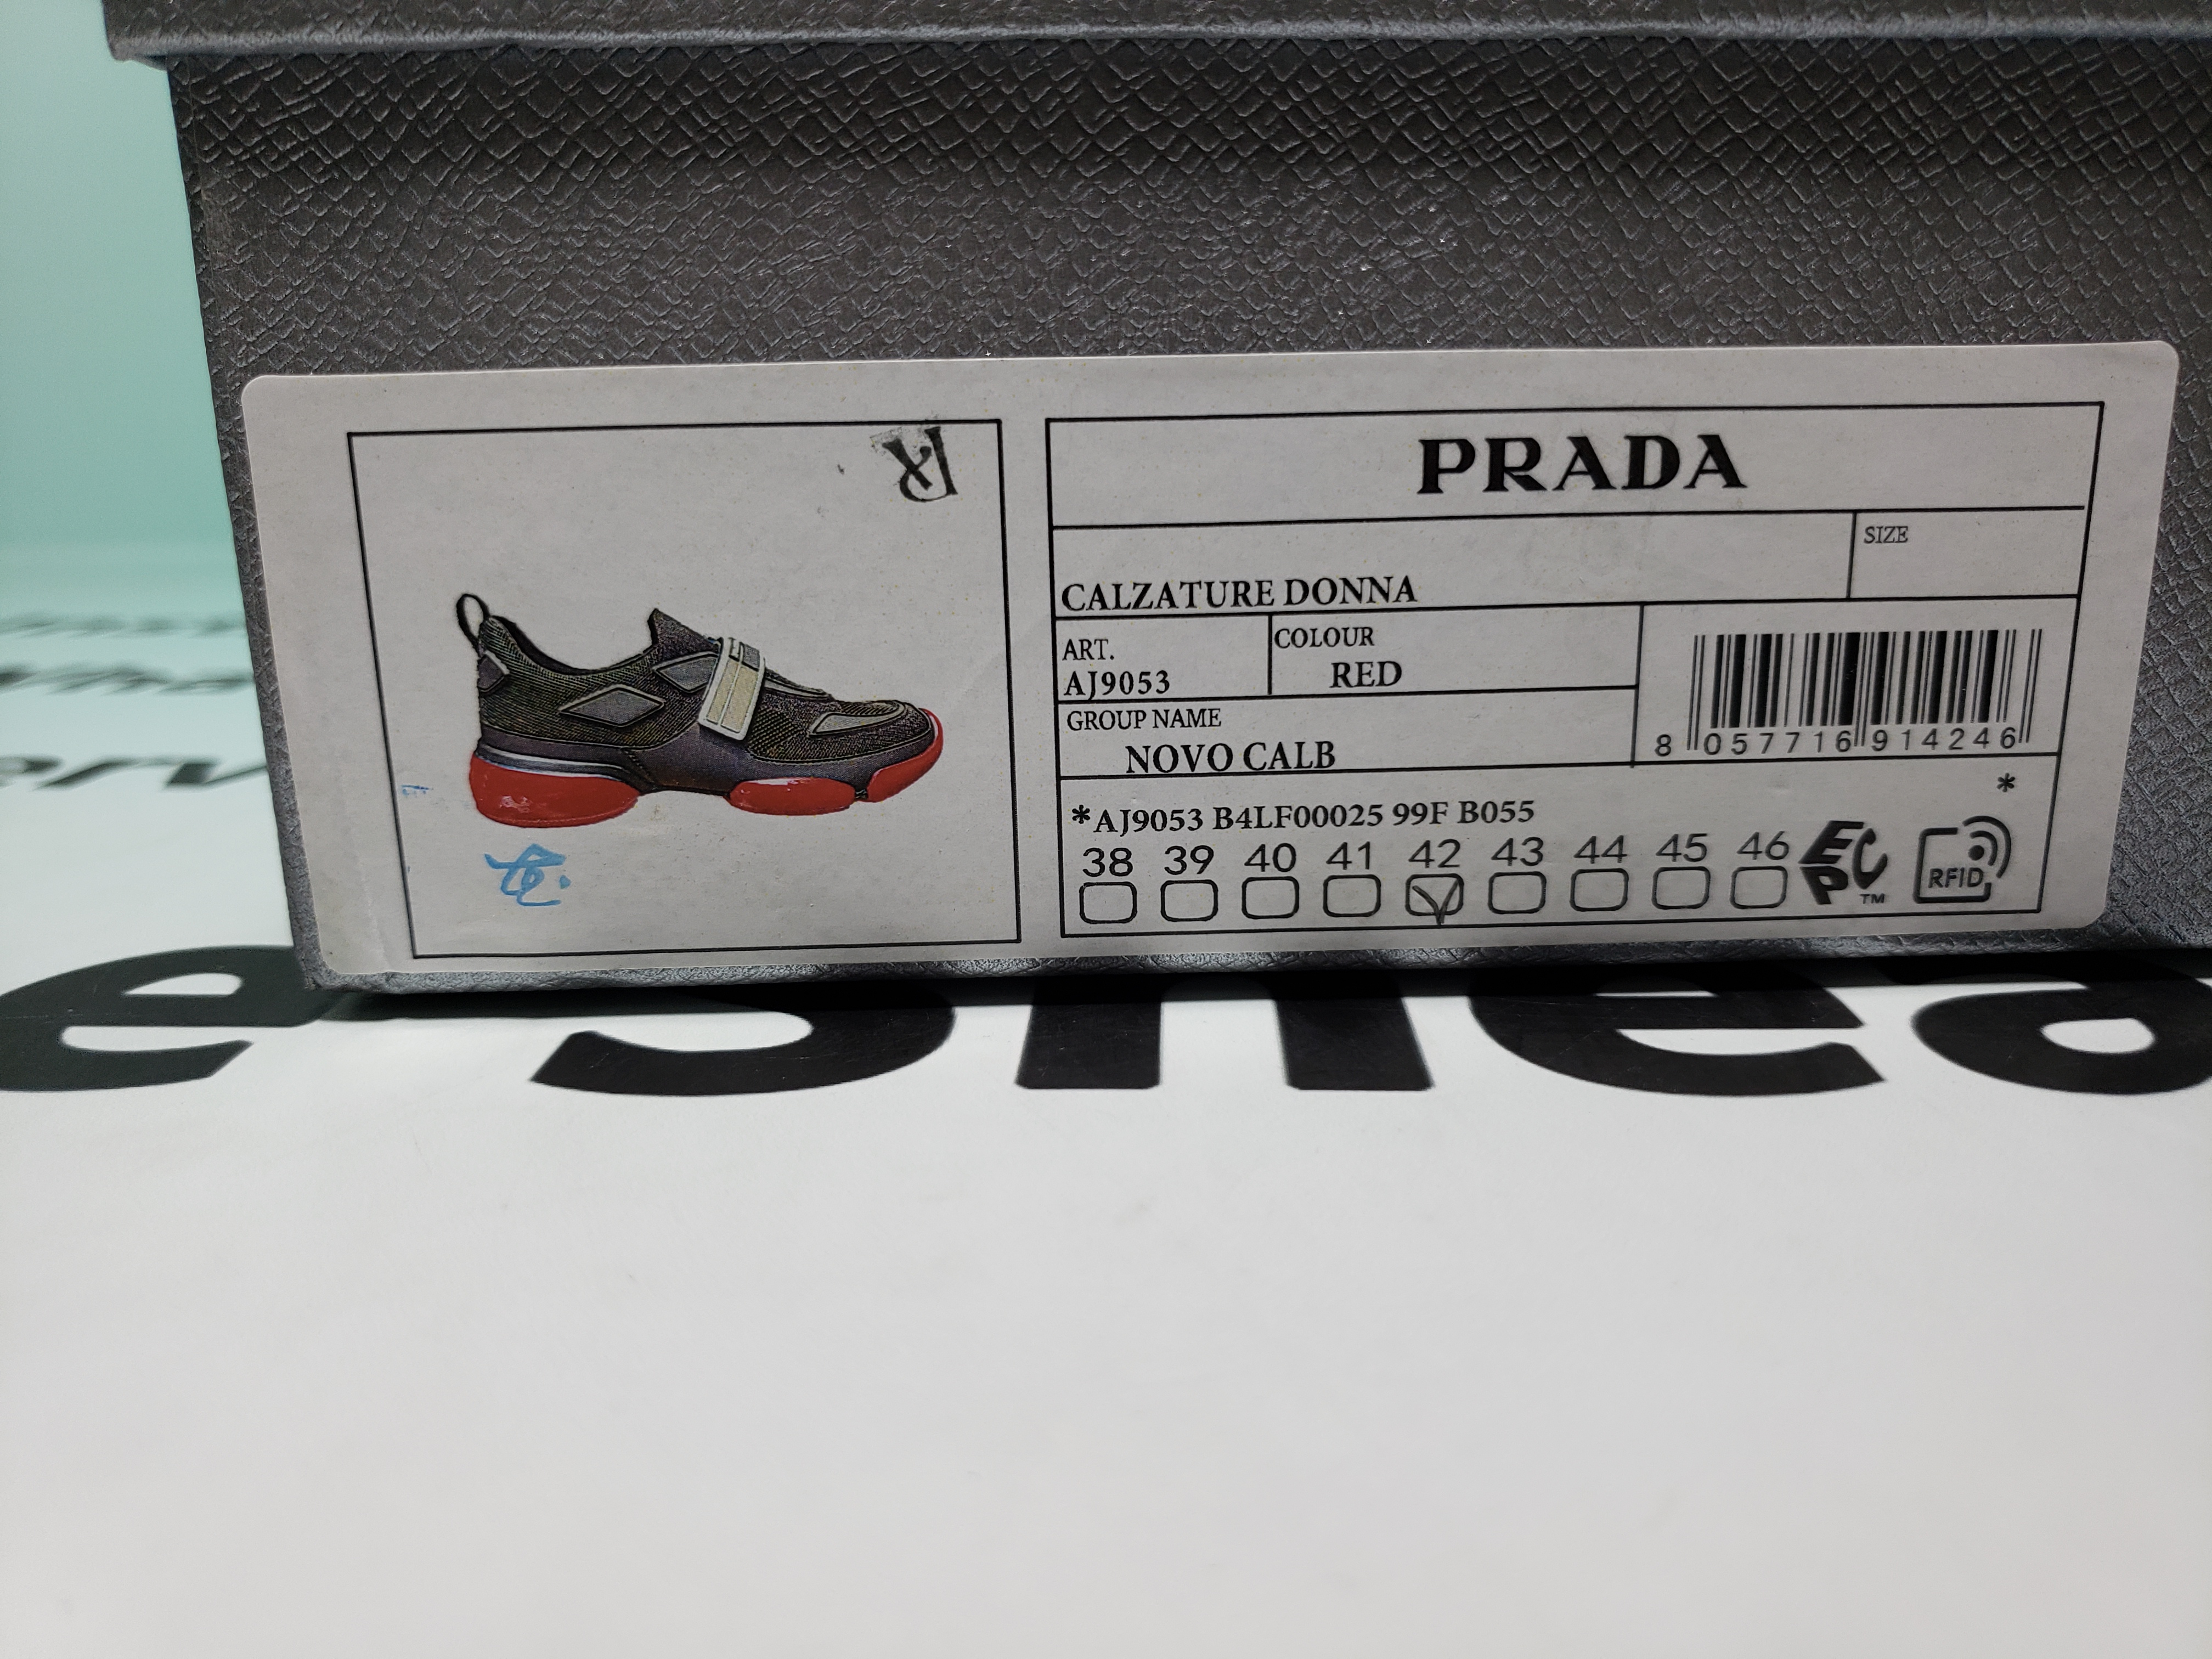 R
PRADA
SIZE
CALZATURE DONNA
ART.
AJ9053
COLOUR
RED
GROUP NAME
NOVO CALB
8 057716 914246
*
*AJ9053 B4LF00025 99F B055
38 39 40 41 42 43 44 45 46
EPC™
RFID